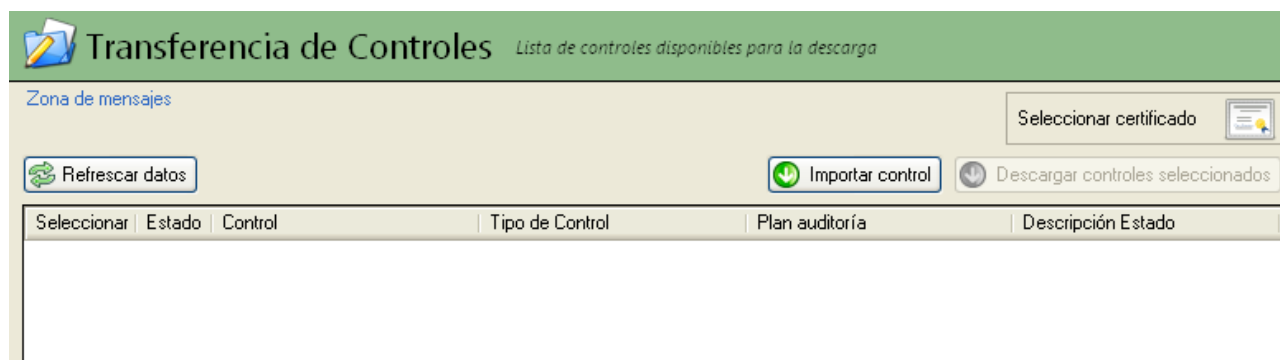 Transferencia de Controles Lista de controles disponibles para la descarga
Zona de mensajes
Seleccionar certificado
Refrescar datos Importar control Descargar controles seleccionados
Seleccionar Estado Control Tipo de Control Plan auditoría Descripción Estado